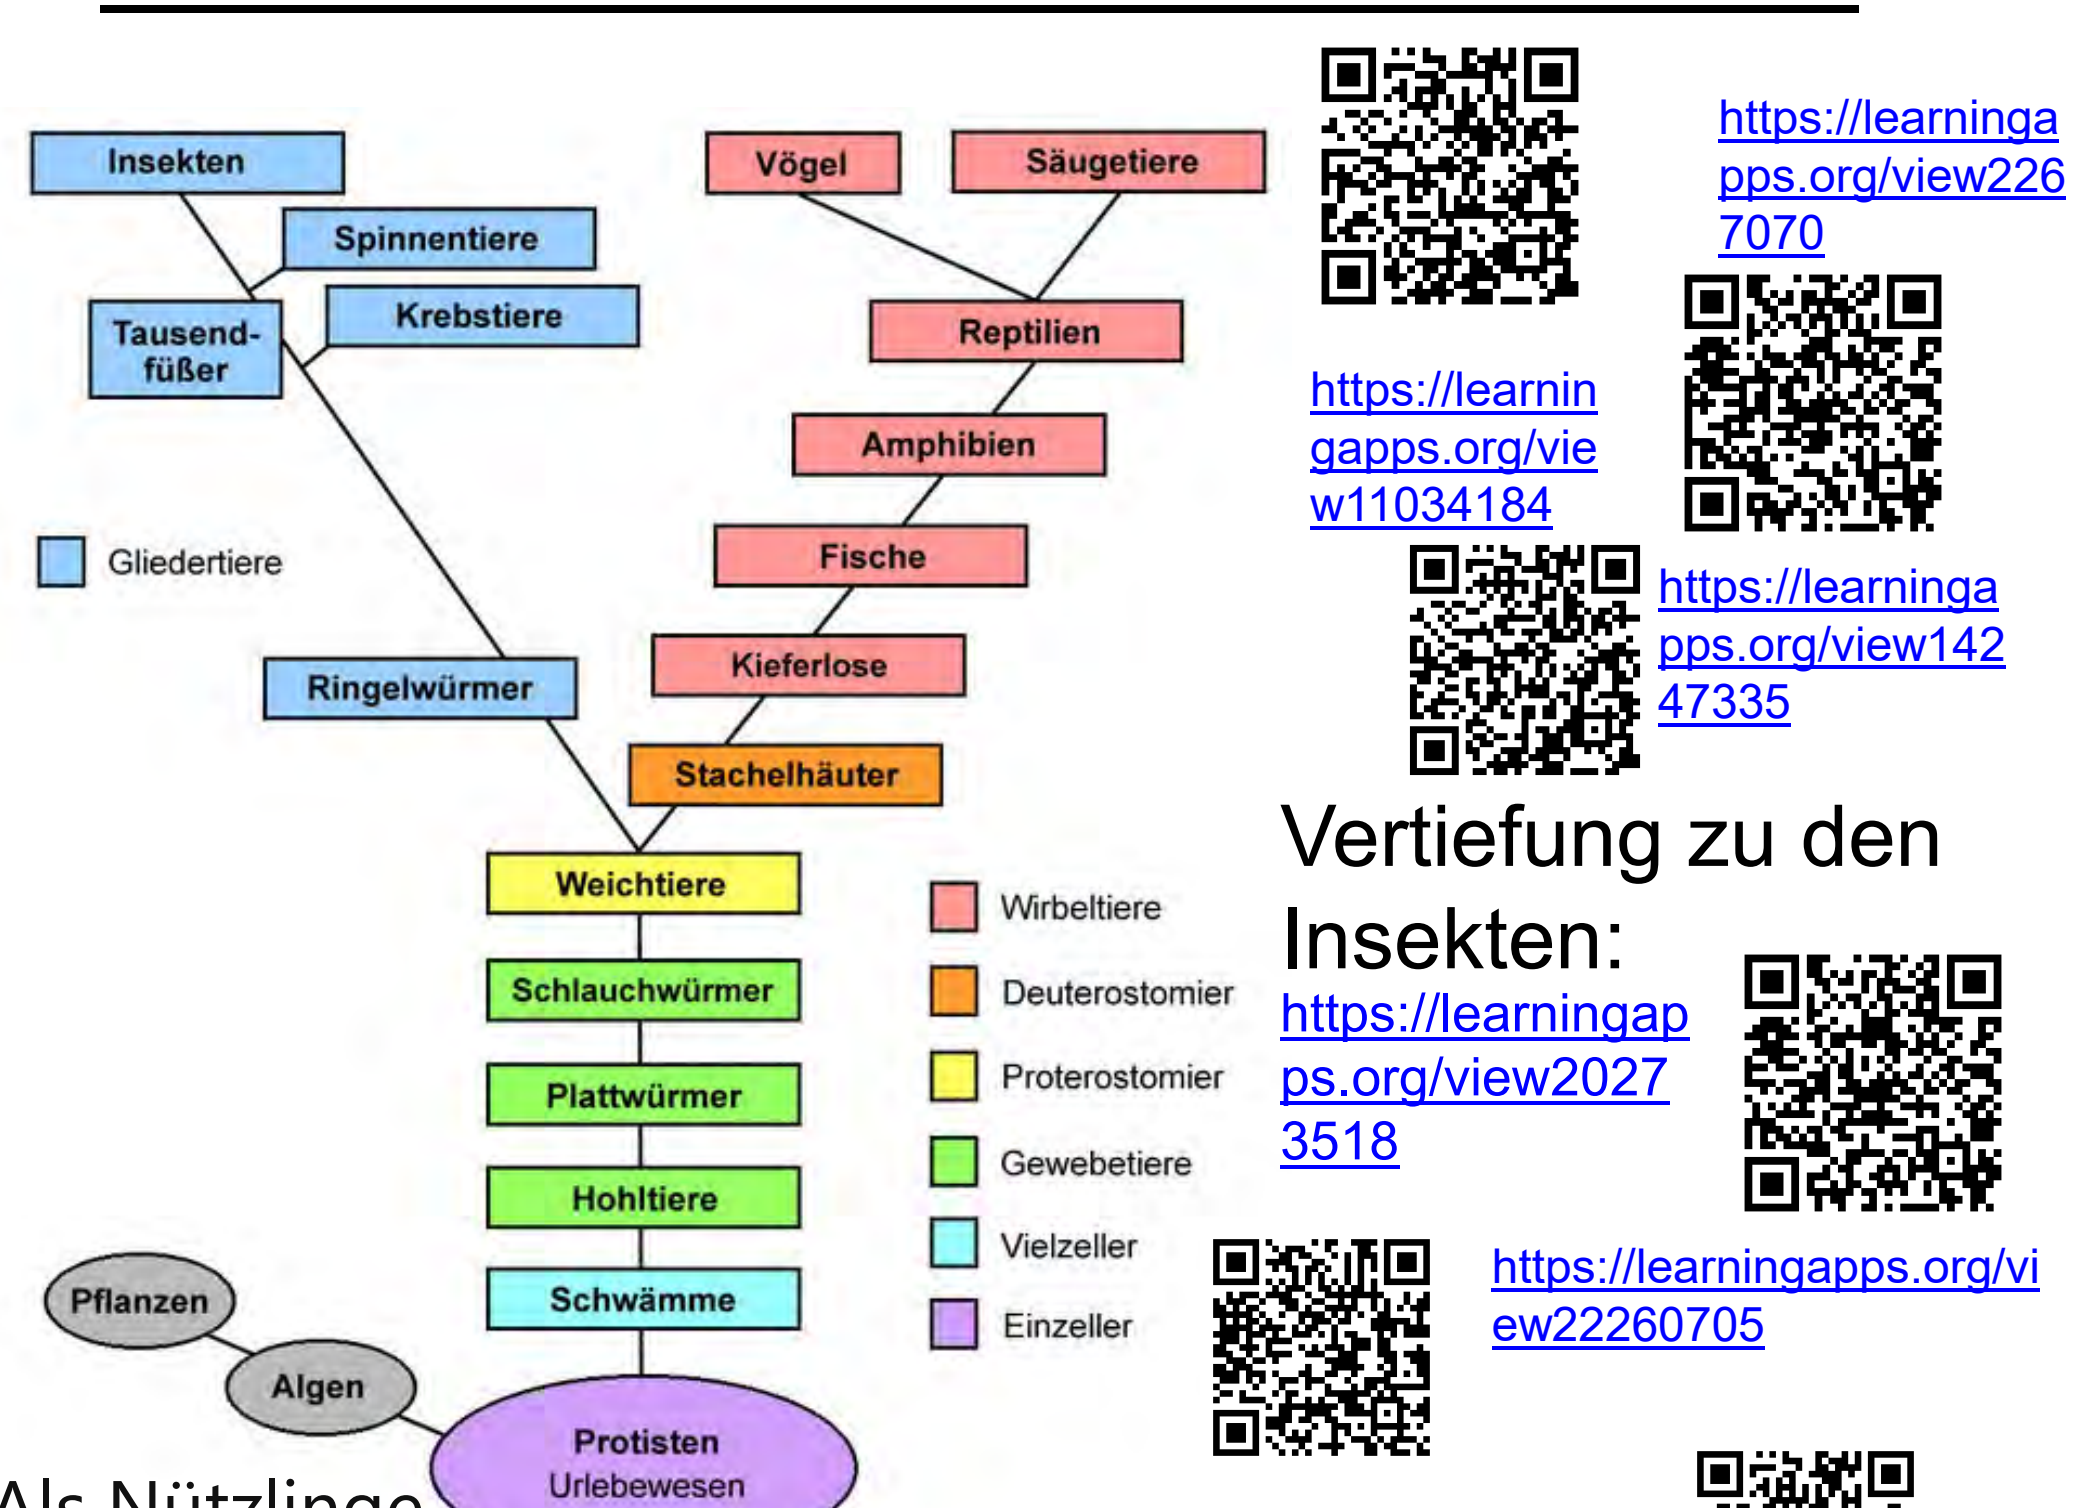 Insekten
Spinnentiere
Krebstiere
Tausend-
füßer
Gliedertiere
Ringelwürmer
Vögel
Säugetiere
Reptilien
Amphibien
Fische
Kieferlose
Stachelhäuter
Weichtiere
Schlauchwürmer
Plattwürmer
Hohltiere
Schwämme
Pflanzen
Algen
Protisten
Urlebewesen
Als Nützlinge
Wirbeltiere
Deuterostomier
Proterostomier
Gewebetiere
Vielzeller
Einzeller
https://learninga
pps.org/view226
7070
https://learnin
gapps.org/vie
w11034184
https://learninga
pps.org/view142
47335
Vertiefung zu den
Insekten:
https://learningap
ps.org/view2027
3518
https://learningapps.org/vi
ew22260705